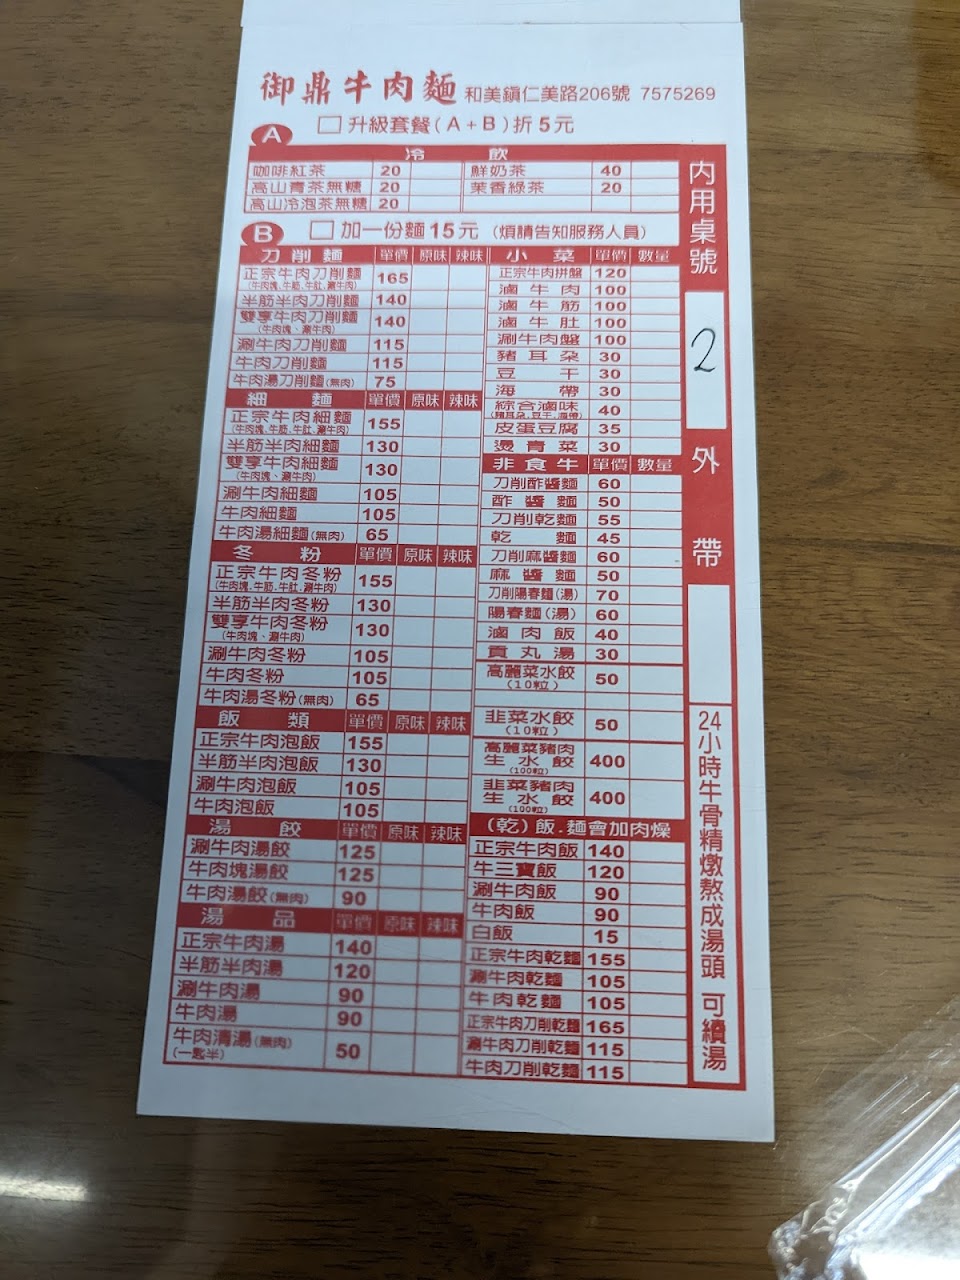 御鼎牛肉麵 和美鎮仁美路206號 7575269
□升級套餐(A+B)折5元
A
冷飲
咖啡紅茶 20 鮮奶茶 40
高山青茶無糖 20 茉香綠茶 20
高山冷泡茶無糖 20
B □加一份麵15元 (煩請告知服務人員)
刀削麵 單價 原味 辣味
正宗牛肉刀削麵 165
(牛肉塊、牛筋、牛肚、涮牛肉)
半筋半肉刀削麵 140
雙享牛肉刀削麵 140
(牛肉塊、涮牛肉)
涮牛肉刀削麵 115
牛肉刀削麵 115
牛肉湯刀削麵(無肉) 75
細麵 單價 原味 辣味
正宗牛肉細麵 155
(牛肉塊、牛筋、牛肚、涮牛肉)
半筋半肉細麵 130
雙享牛肉細麵 130
(牛肉塊、涮牛肉)
涮牛肉細麵 105
牛肉細麵 105
牛肉湯細麵(無肉) 65
冬粉 單價 原味 辣味
正宗牛肉冬粉 155
(牛肉塊、牛筋、牛肚、涮牛肉)
半筋半肉冬粉 130
雙享牛肉冬粉 130
(牛肉塊、涮牛肉)
涮牛肉冬粉 105
牛肉冬粉 105
牛肉湯冬粉(無肉) 65
飯類 單價 原味 辣味
正宗牛肉泡飯 155
半筋半肉泡飯 130
涮牛肉泡飯 105
牛肉泡飯 105
湯餃 單價 原味 辣味
涮牛肉湯餃 125
牛肉塊湯餃 125
牛肉湯餃(無肉) 90
湯品 單價 原味 辣味
正宗牛肉湯 140
半筋半肉湯 120
涮牛肉湯 90
牛肉湯 90
牛肉清湯(無肉) 50
(一匙半)
小菜 單價 數量
正宗牛肉拼盤 120
滷牛肉 100
滷牛筋 100
滷牛肚 100
涮牛肉盤 100
豬耳朵 30
豆干 30
海帶 30
綜合滷味 40
(豬耳朵、豆干、海帶)
皮蛋豆腐 35
燙青菜 30
非食牛 單價 數量
刀削酢醬麵 60
酢醬麵 50
刀削乾麵 55
乾麵 45
刀削麻醬麵 60
麻醬麵 50
刀削陽春麵(湯) 70
陽春麵(湯) 60
滷肉飯 40
貢丸湯 30
高麗菜水餃 50
(10粒)
韭菜水餃 50
(10粒)
高麗菜豬肉
生水餃 400
(100粒)
韭菜豬肉
生水餃 400
(100粒)
(乾)飯.麵會加肉燥
正宗牛肉飯 140
牛三寶飯 120
涮牛肉飯 90
牛肉飯 90
白飯 15
正宗牛肉乾麵 155
涮牛肉乾麵 105
牛肉乾麵 105
正宗牛肉刀削乾麵 165
涮牛肉刀削乾麵 115
牛肉刀削乾麵 115
內用桌號
2
外帶
24小時牛骨精燉熬成湯頭 可續湯